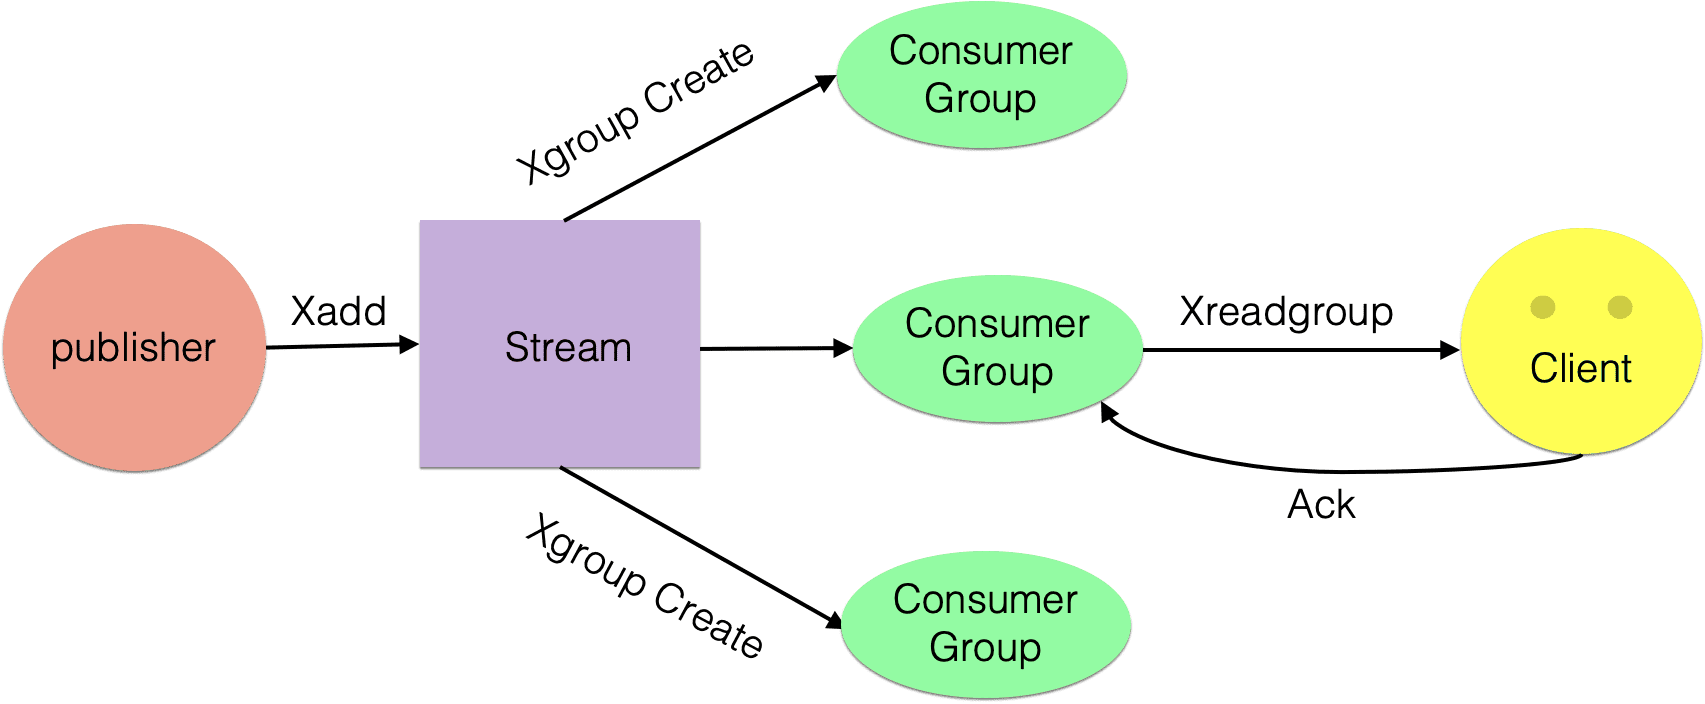 Consumer
Group
Xgroup Create
publisher
Xadd
Stream
Consumer
Group
Xreadgroup
Client
Ack
Xgroup Create
Consumer
Group